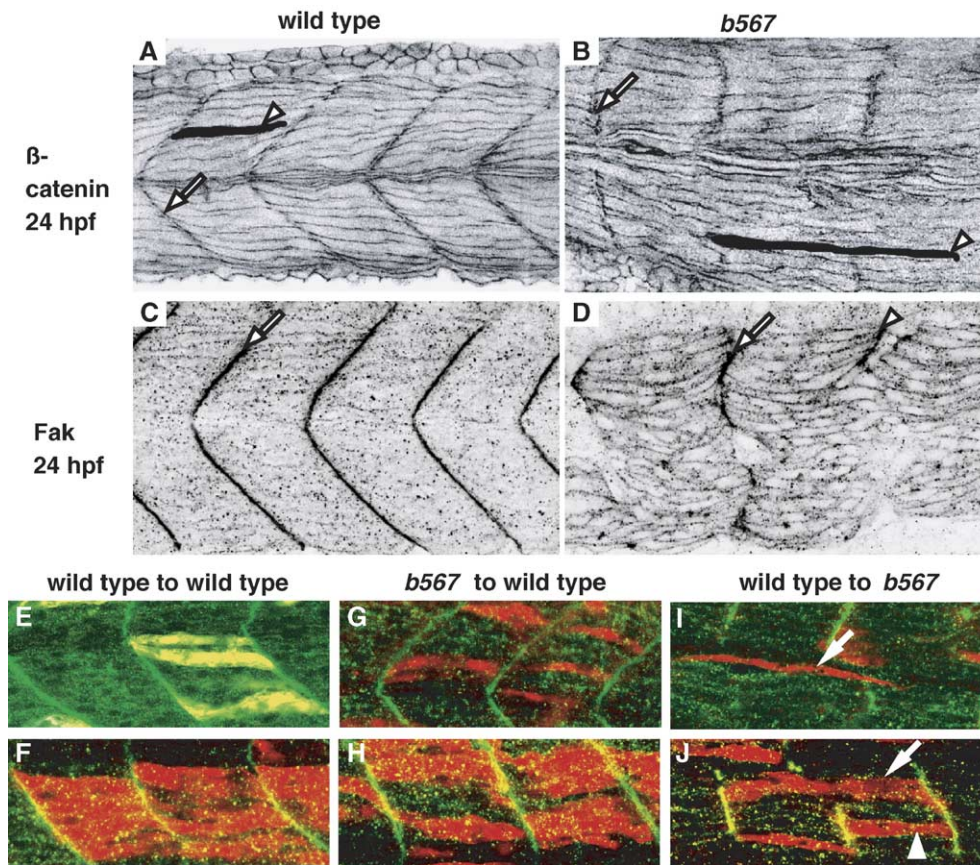 wild type
b567
A
B
ß-
catenin
24 hpf
C
D
Fak
24 hpf
wild type to wild type
b567 to wild type
wild type to b567
E
G
I
F
H
J